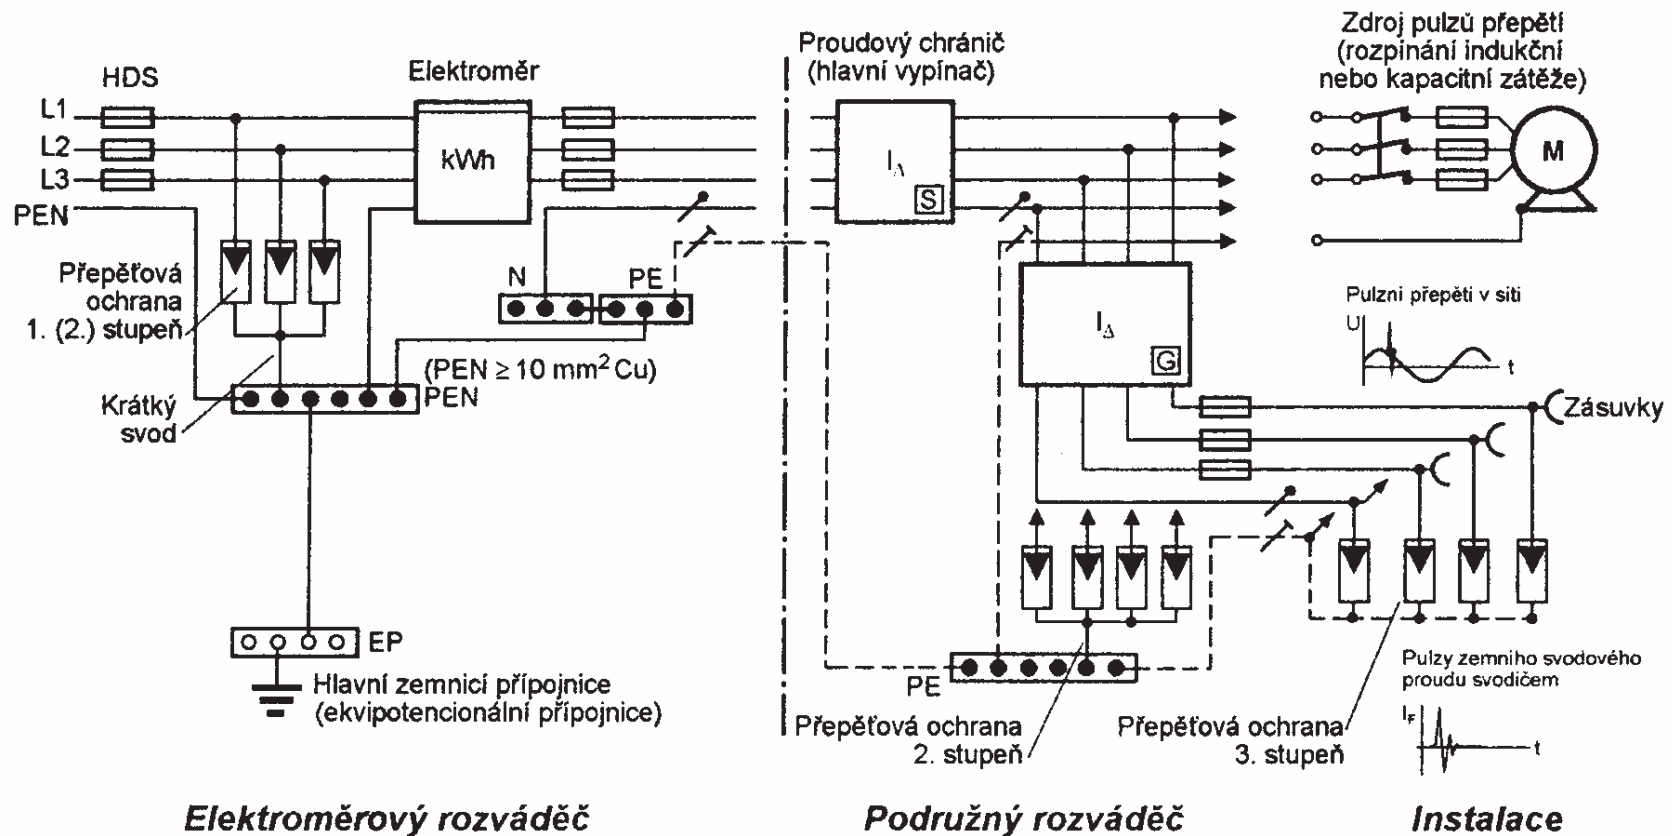 HDS
L1
L2
L3
PEN
Elektroměr
kWh
Přepěťová
ochrana
1. (2.) stupeň
Krátký
svod
N
PE
(PEN ≥ 10 mm² Cu)
PEN
EP
Hlavní zemnicí přípojnice
(ekvipotencionální přípojnice)
Elektroměrový rozváděč
Proudový chránič
(hlavní vypínač)
I∆
S
I∆
G
PE
Přepěťová ochrana
2. stupeň
Podružný rozváděč
Zdroj pulzů přepětí
(rozpínání indukční
nebo kapacitní zátěže)
M
Pulzní přepětí v síti
U
t
Zásuvky
Přepěťová ochrana
3. stupeň
Pulzy zemního svodového
proudu svodičem
IF
t
Instalace